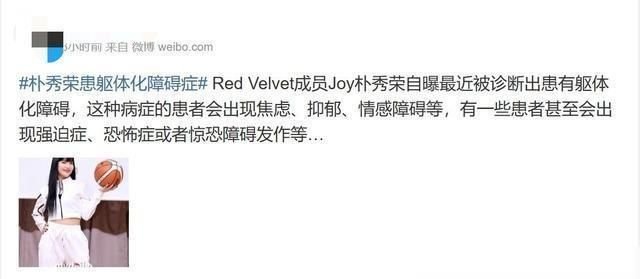 小时前 来自 微博 weibo.com
#朴秀荣患躯体化障碍症# Red Velvet成员Joy朴秀荣自曝最近被诊断出患有躯体
化障碍，这种病症的患者会出现焦虑、抑郁、情感障碍等，有一些患者甚至会出
现强迫症、恐怖症或者惊恐障碍发作等…